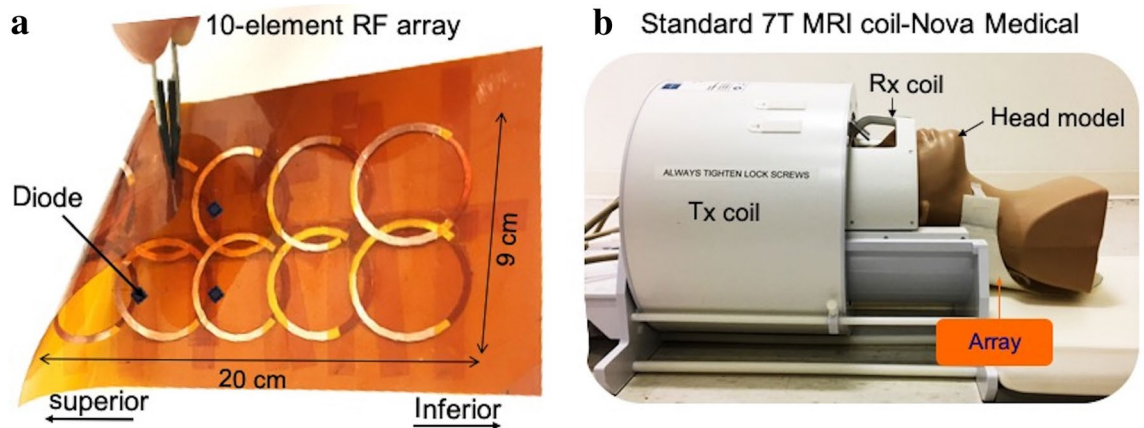 a
10-element RF array
Diode
9 cm
20 cm
superior
Inferior
b
Standard 7T MRI coil-Nova Medical
Rx coil
Head model
ALWAYS TIGHTEN LOCK SCREWS
Tx coil
Array